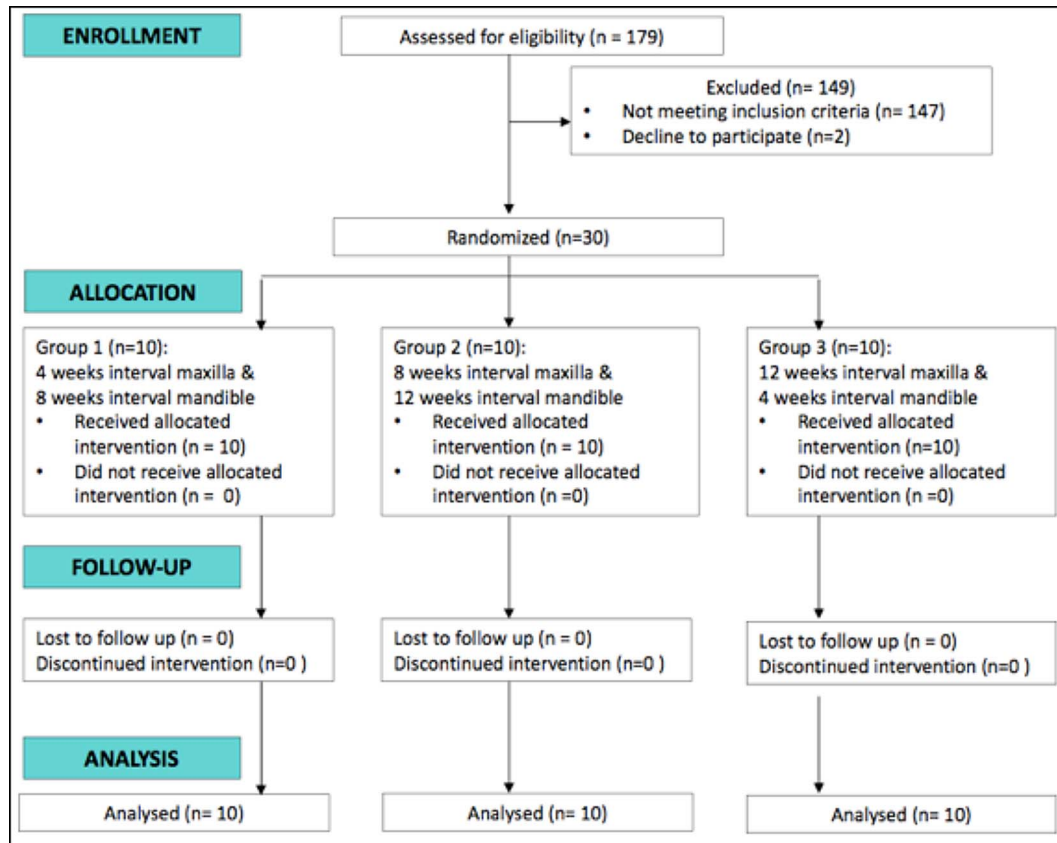 ENROLLMENT
Assessed for eligibility (n = 179)
Excluded (n= 149)
• Not meeting inclusion criteria (n= 147)
• Decline to participate (n=2)
Randomized (n=30)
ALLOCATION
Group 1 (n=10):
4 weeks interval maxilla &
8 weeks interval mandible
• Received allocated
intervention (n = 10)
• Did not receive allocated
intervention (n =  0)
Group 2 (n=10):
8 weeks interval maxilla &
12 weeks interval mandible
• Received allocated
intervention (n = 10)
• Did not receive allocated
intervention (n =0)
Group 3 (n=10):
12 weeks interval maxilla &
4 weeks interval mandible
• Received allocated
intervention (n=10)
• Did not receive allocated
intervention (n =0)
FOLLOW-UP
Lost to follow up (n = 0)
Discontinued intervention (n=0 )
Lost to follow up (n = 0)
Discontinued intervention (n=0 )
Lost to follow up (n = 0)
Discontinued intervention (n=0 )
ANALYSIS
Analysed (n= 10)
Analysed (n= 10)
Analysed (n= 10)